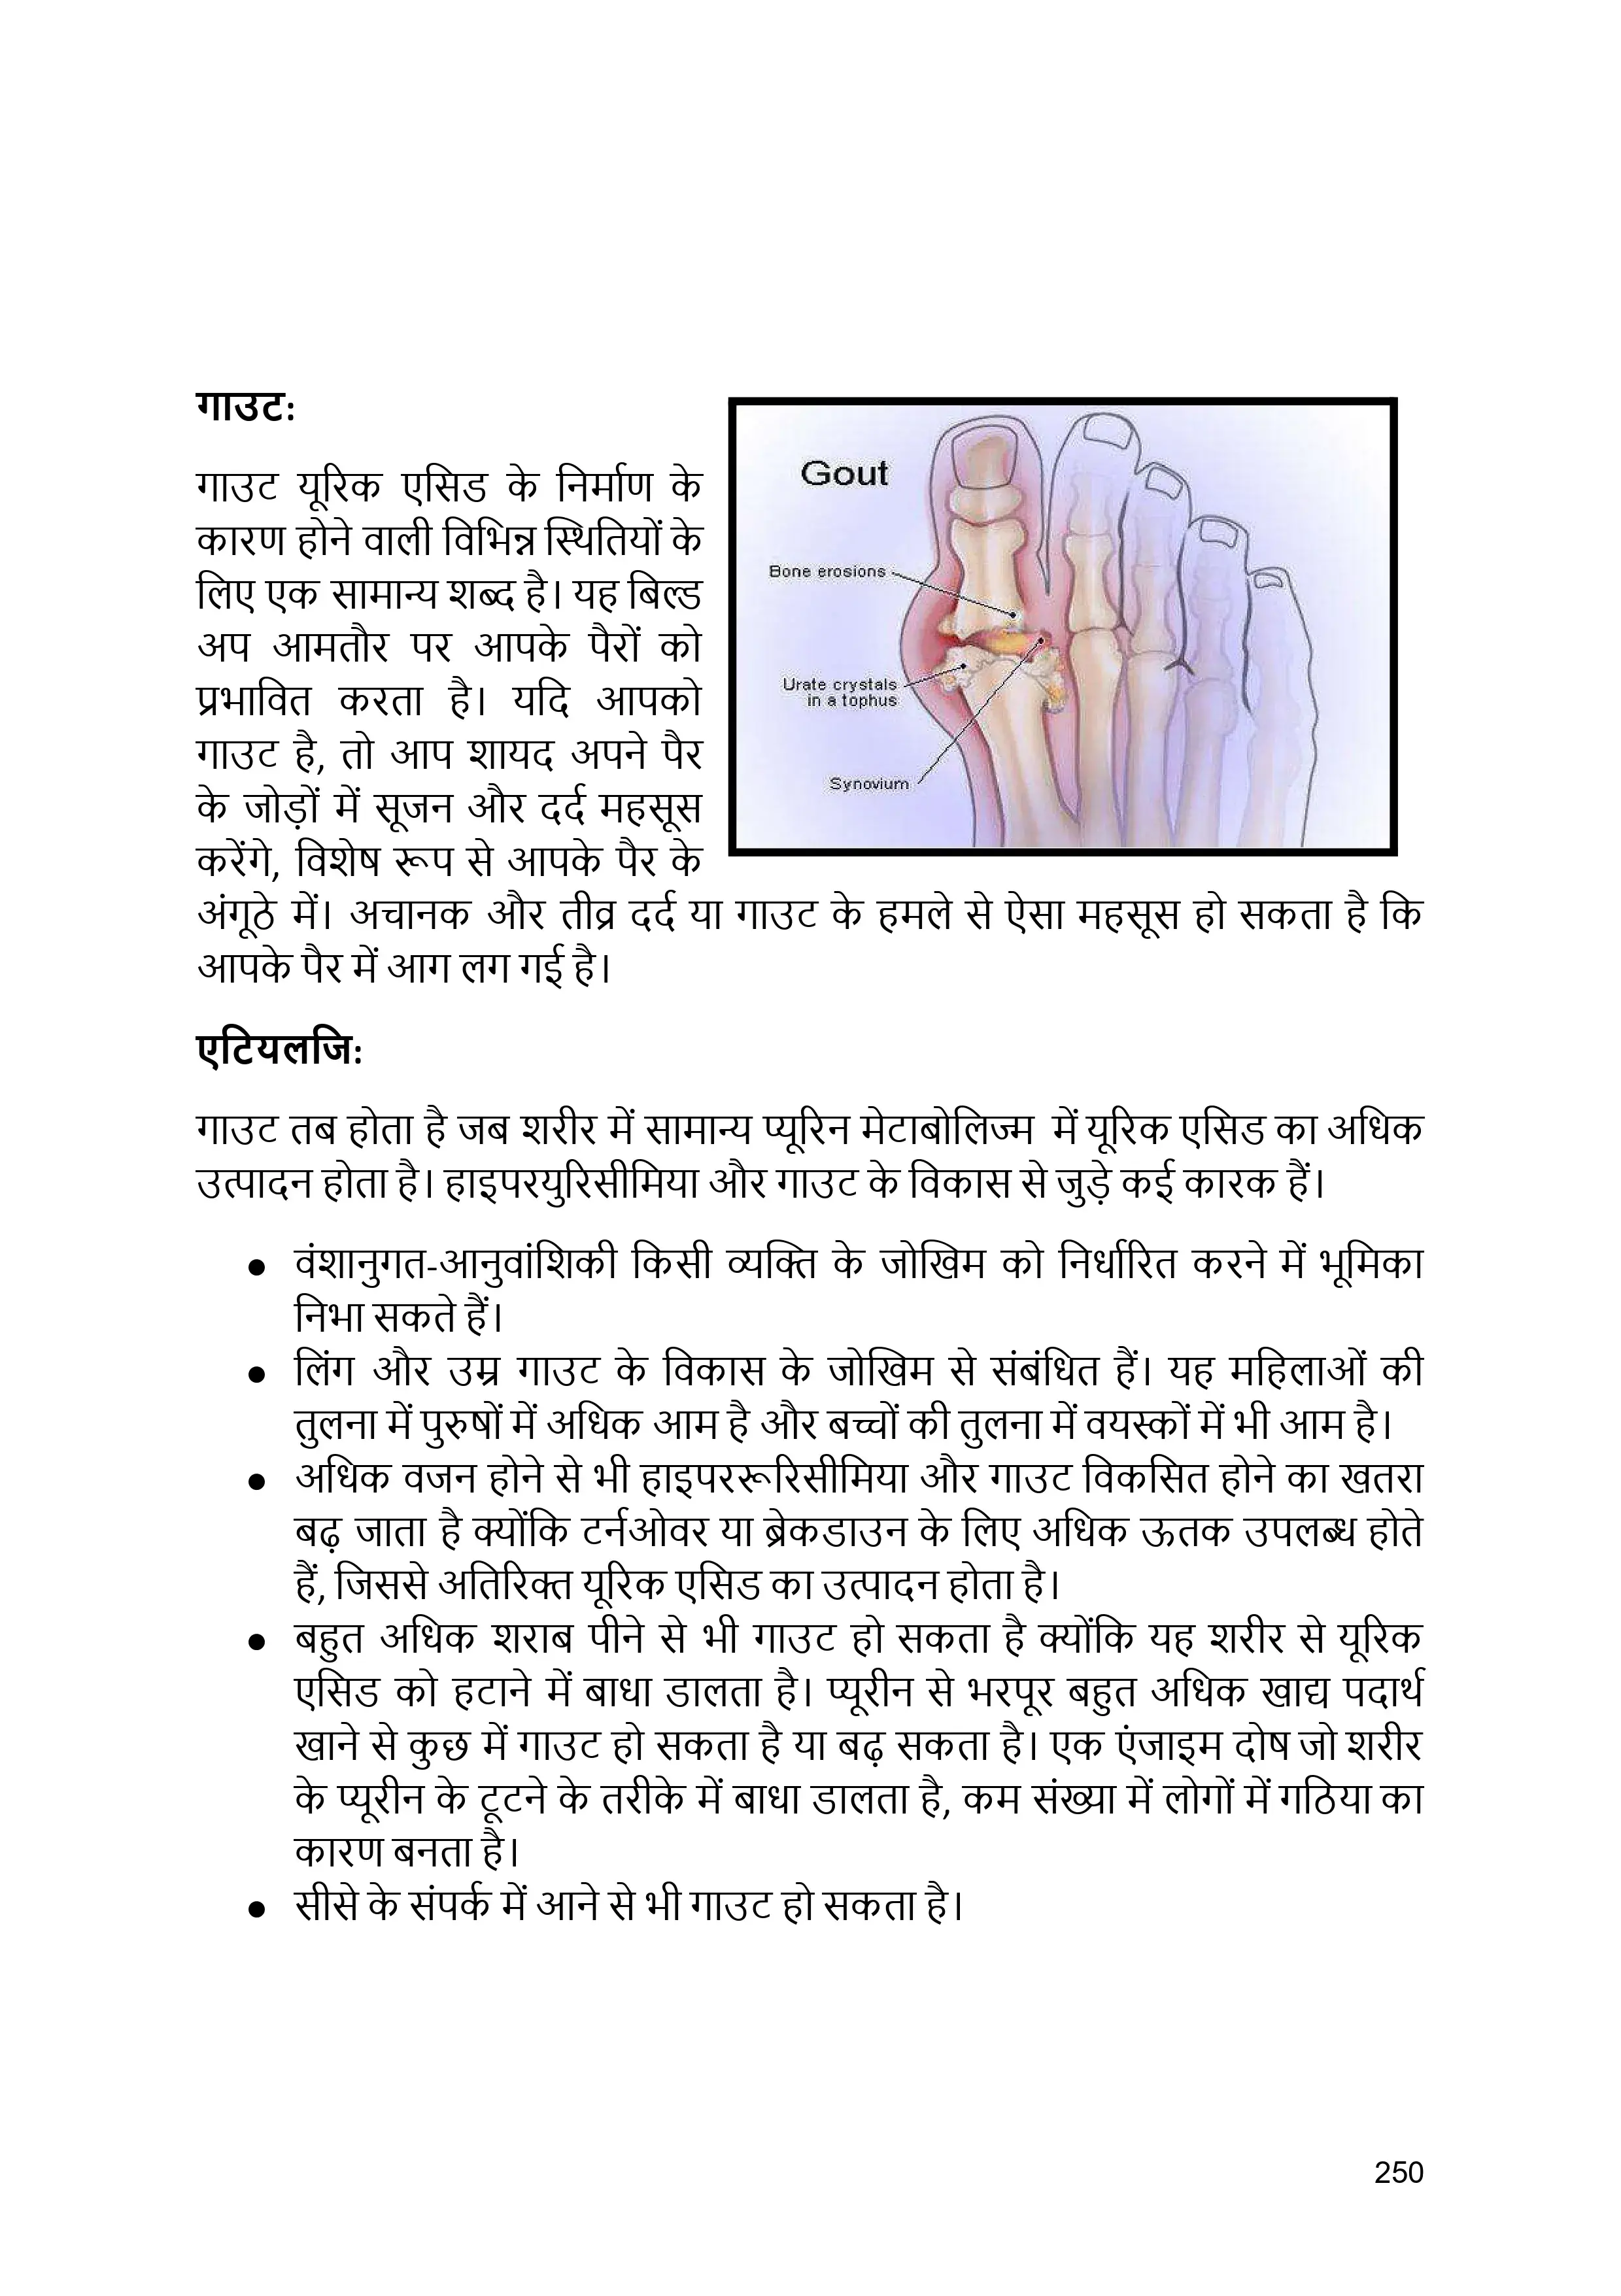 गाउट:
गाउट यूरिक एसिड के निर्माण के
कारण होने वाली विभिन्न स्थितियों के
लिए एक सामान्य शब्द है। यह बिल्ड
अप आमतौर पर आपके पैरों को
प्रभावित करता है। यदि आपको
गाउट है, तो आप शायद अपने पैर
के जोड़ों में सूजन और दर्द महसूस
करेंगे, विशेष रूप से आपके पैर के
Gout
Bone erosions
Urate crystals
in a tophus
Synovium
अंगूठे में। अचानक और तीव्र दर्द या गाउट के हमले से ऐसा महसूस हो सकता है कि
आपके पैर में आग लग गई है।
एटियलजि:
गाउट तब होता है जब शरीर में सामान्य प्यूरिन मेटाबोलिज्म में यूरिक एसिड का अधिक
उत्पादन होता है। हाइपरयुरिसीमिया और गाउट के विकास से जुड़े कई कारक हैं।
● वंशानुगत-आनुवांशिकी किसी व्यक्ति के जोखिम को निर्धारित करने में भूमिका
निभा सकते हैं।
● लिंग और उम्र गाउट के विकास के जोखिम से संबंधित हैं। यह महिलाओं की
तुलना में पुरुषों में अधिक आम है और बच्चों की तुलना में वयस्कों में भी आम है।
● अधिक वजन होने से भी हाइपररूरिसीमिया और गाउट विकसित होने का खतरा
बढ़ जाता है क्योंकि टर्नओवर या ब्रेकडाउन के लिए अधिक ऊतक उपलब्ध होते
हैं, जिससे अतिरिक्त यूरिक एसिड का उत्पादन होता है।
● बहुत अधिक शराब पीने से भी गाउट हो सकता है क्योंकि यह शरीर से यूरिक
एसिड को हटाने में बाधा डालता है। प्यूरीन से भरपूर बहुत अधिक खाद्य पदार्थ
खाने से कुछ में गाउट हो सकता है या बढ़ सकता है। एक एंजाइम दोष जो शरीर
के प्यूरीन के टूटने के तरीके में बाधा डालता है, कम संख्या में लोगों में गठिया का
कारण बनता है।
● सीसे के संपर्क में आने से भी गाउट हो सकता है।
250